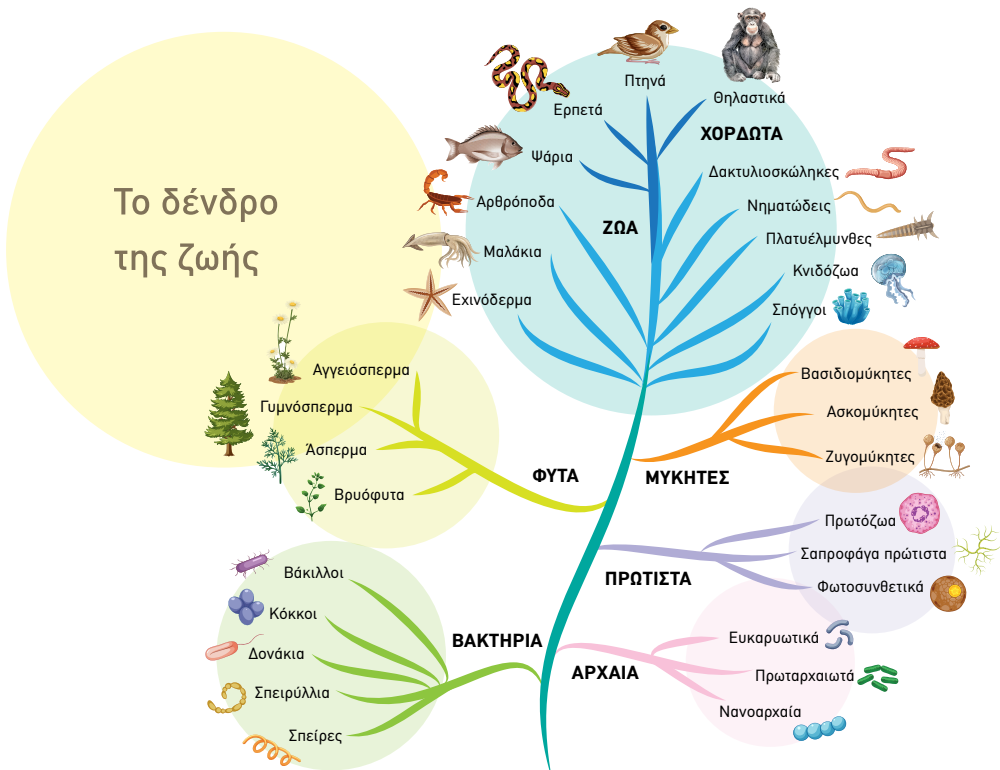 Το δένδρο
της ζωής
Πτηνά
Θηλαστικά
Ερπετά
ΧΟΡΔΩΤΑ
Ψάρια
Δακτυλιοσκώληκες
Αρθρόποδα
Νηματώδεις
ΖΩΑ
Πλατυέλμυνθες
Μαλάκια
Κνιδόζωα
Εχινόδερμα
Σπόγγοι
Αγγειόσπερμα
Γυμνόσπερμα
Άσπερμα
Βρυόφυτα
ΦΥΤΑ
Βασιδιομύκητες
Ασκομύκητες
Ζυγομύκητες
ΜΥΚΗΤΕΣ
Πρωτόζωα
Σαπροφάγα πρώτιστα
Φωτοσυνθετικά
ΠΡΩΤΙΣΤΑ
Βάκιλλοι
Κόκκοι
Δονάκια
Σπειρύλλια
Σπείρες
ΒΑΚΤΗΡΙΑ
Ευκαρυωτικά
Πρωταρχαιωτά
Νανοαρχαία
ΑΡΧΑΙΑ